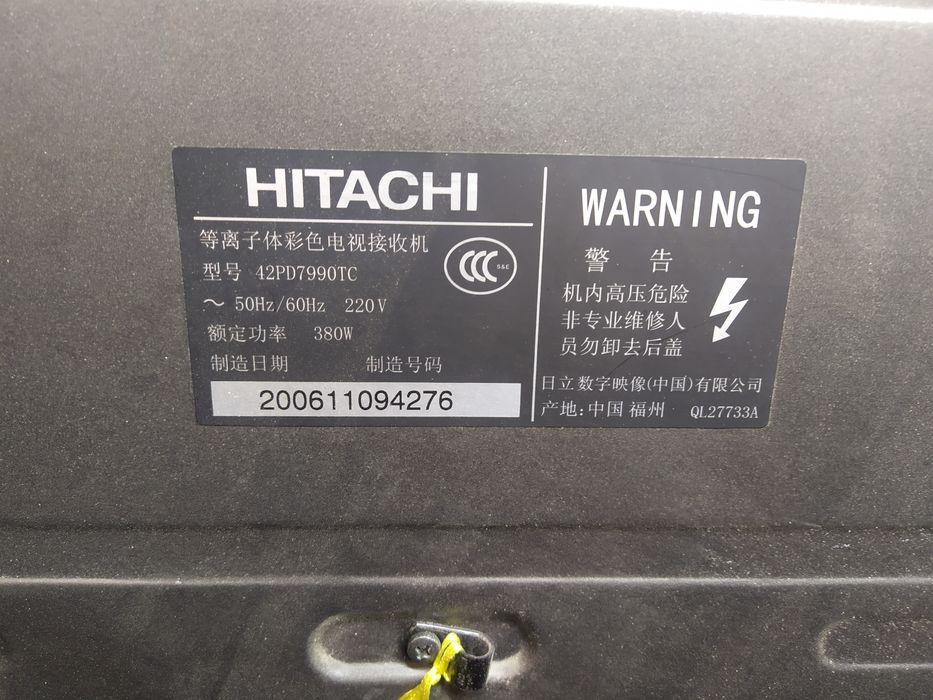 HITACHI
等离子体彩色电视接收机
型号 42PD7990TC
CCC S&E
～ 50Hz/60Hz 220V
额定功率 380W
制造日期 制造号码
200611094276
WARNING
警 告
机内高压危险
非专业维修人
员勿卸去后盖
日立数字映像(中国)有限公司
产地:中国 福州 QL27733A